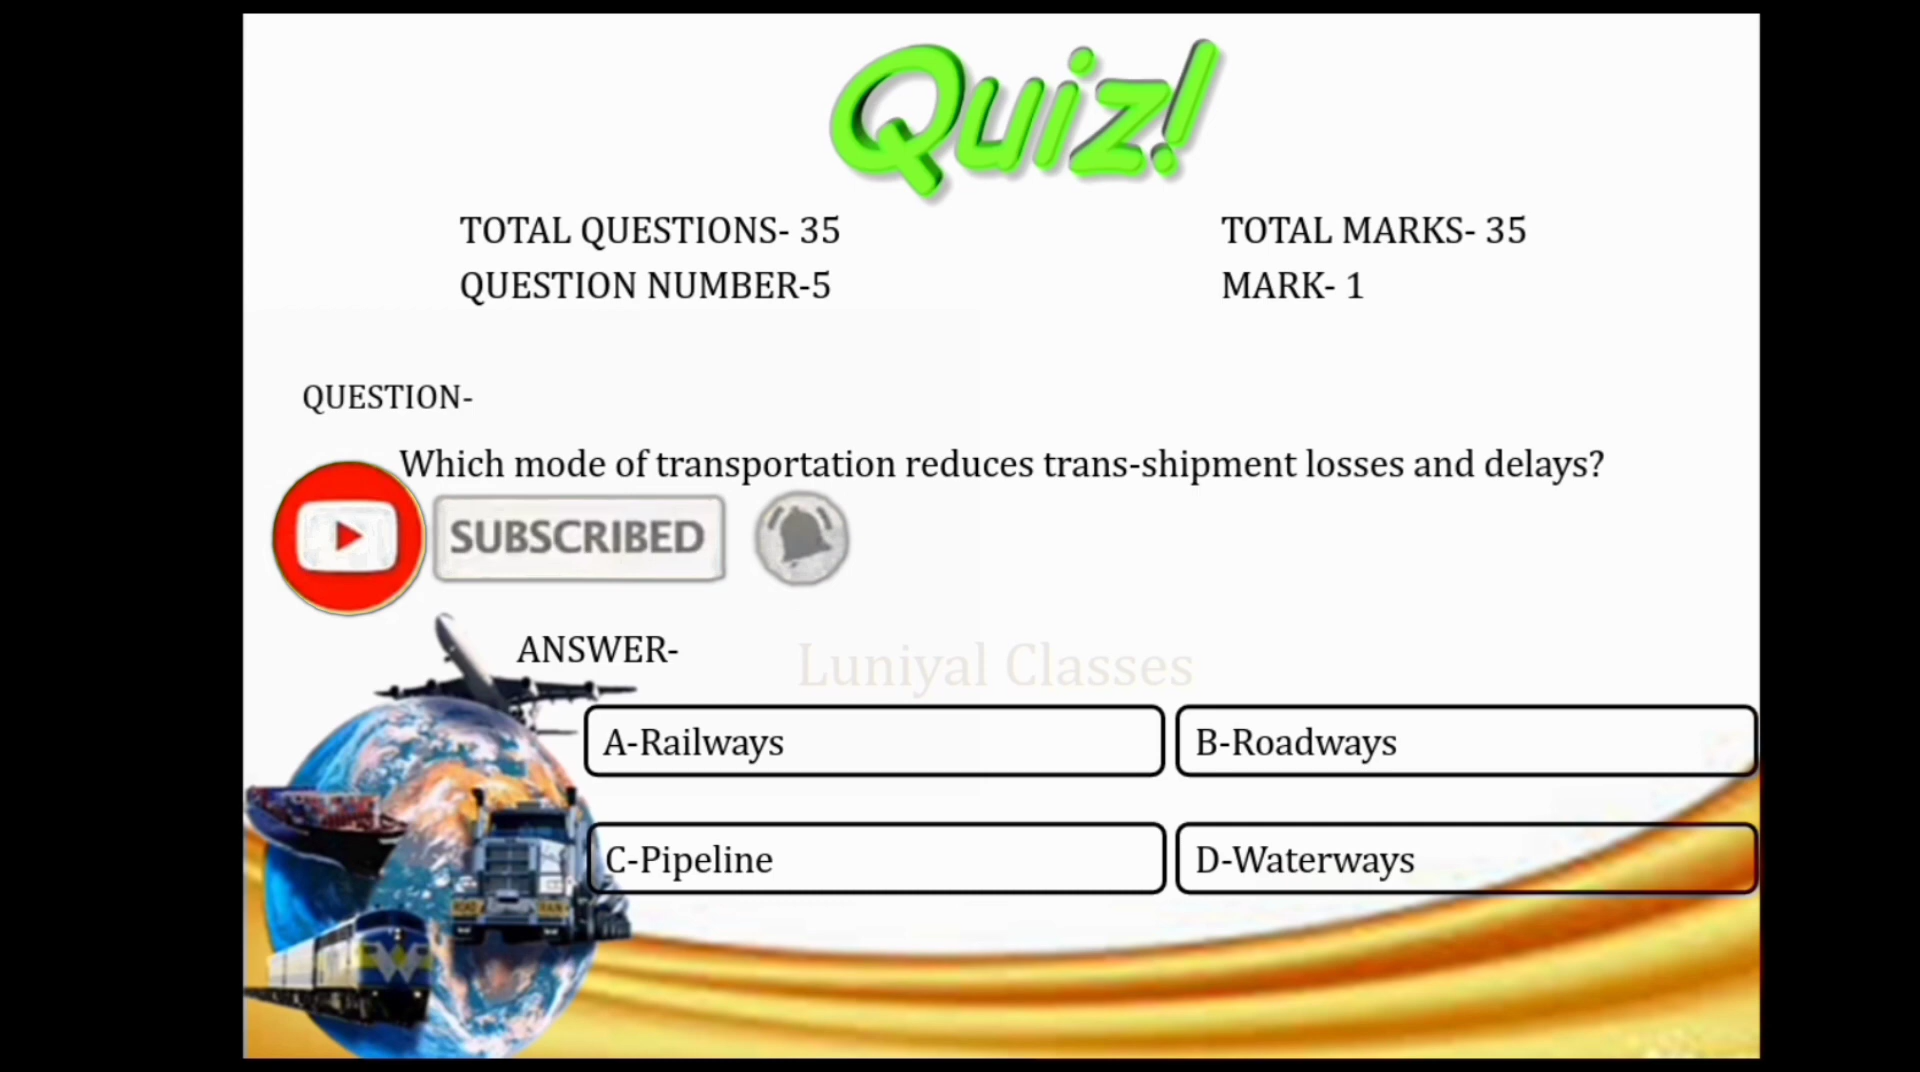 Quiz!
TOTAL QUESTIONS- 35
TOTAL MARKS- 35
QUESTION NUMBER-5
MARK- 1
QUESTION-
Which mode of transportation reduces trans-shipment losses and delays?
SUBSCRIBED
ANSWER-
Luniyal Classes
A-Railways
B-Roadways
C-Pipeline
D-Waterways